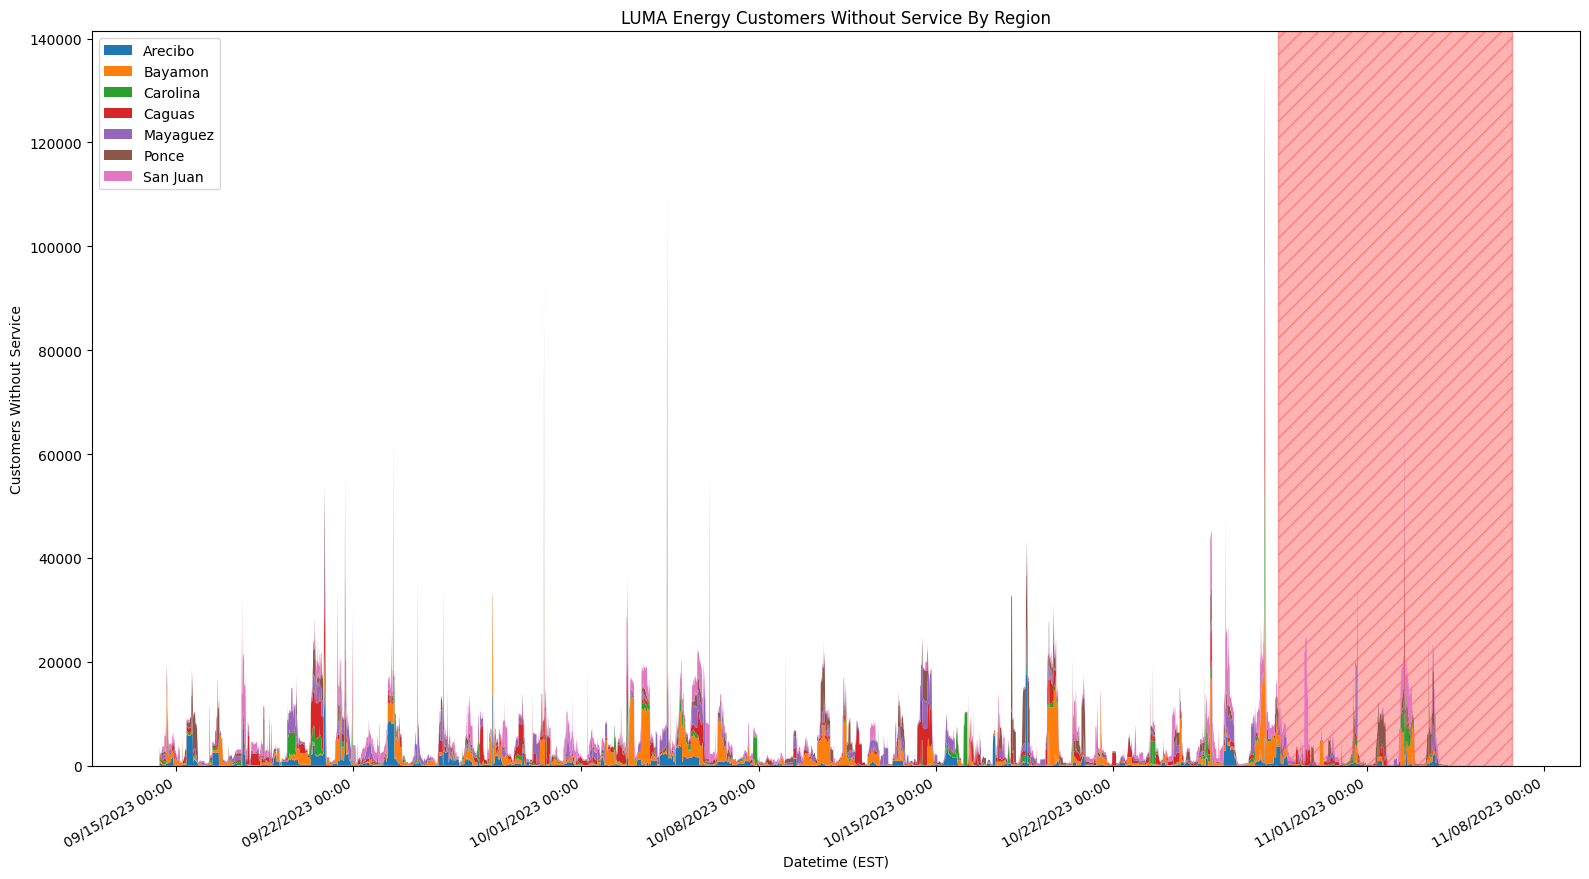 LUMA Energy Customers Without Service By Region
140000
120000
100000
80000
60000
40000
20000
0
Customers Without Service
Arecibo
Bayamon
Carolina
Caguas
Mayaguez
Ponce
San Juan
09/15/2023 00:00
09/22/2023 00:00
10/01/2023 00:00
10/08/2023 00:00
10/15/2023 00:00
10/22/2023 00:00
11/01/2023 00:00
11/08/2023 00:00
Datetime (EST)